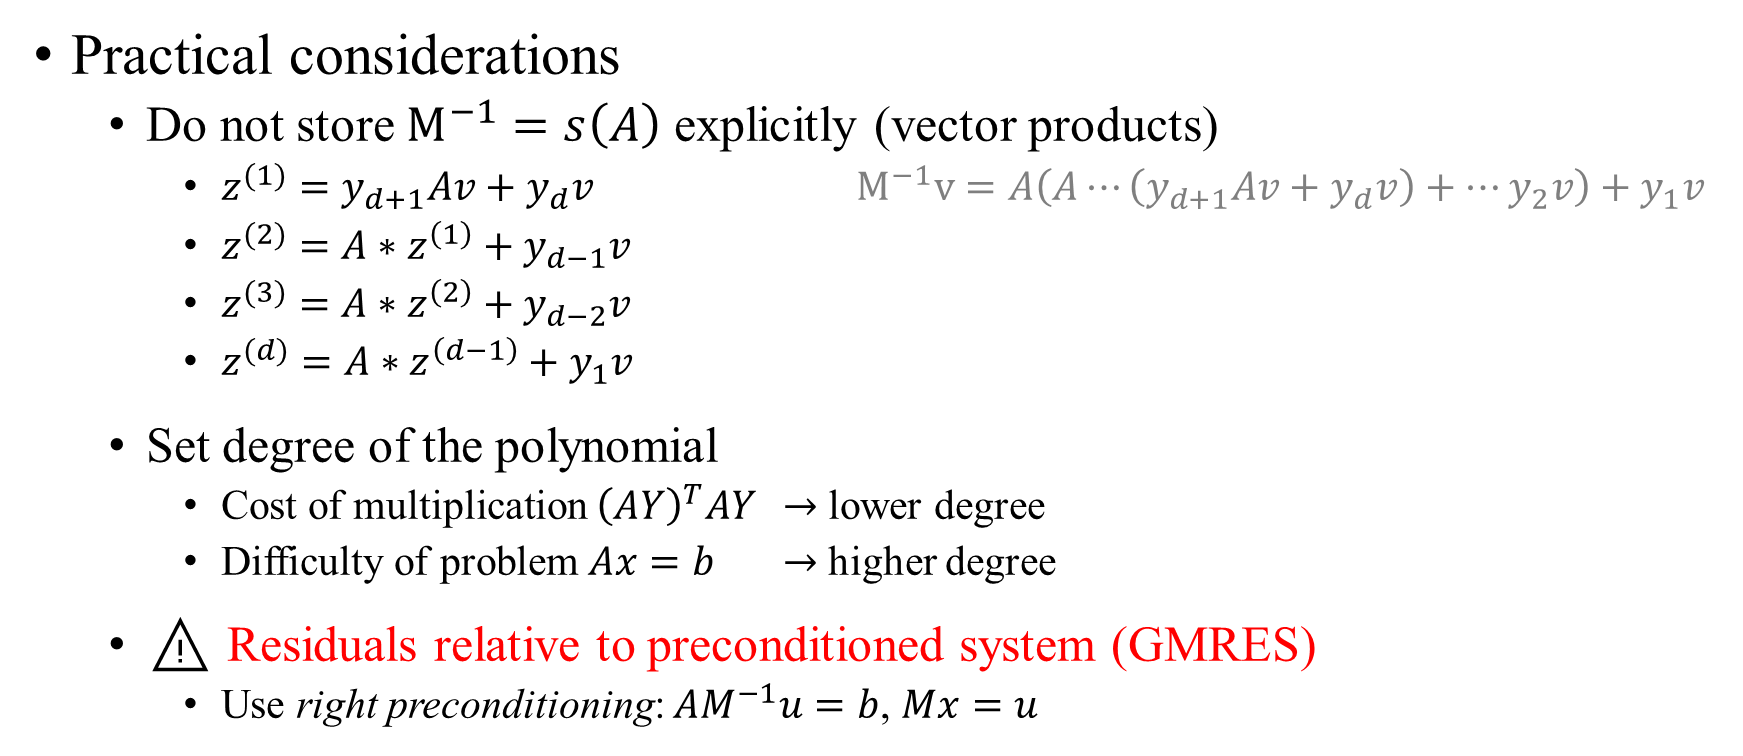 • Practical considerations
• Do not store M⁻¹ = s(A) explicitly (vector products)
• z⁽¹⁾ = y_{d+1}Av + y_d v    M⁻¹v = A(A ⋯ (y_{d+1}Av + y_d v) + ⋯ y₂v) + y₁v
• z⁽²⁾ = A ∗ z⁽¹⁾ + y_{d−1}v
• z⁽³⁾ = A ∗ z⁽²⁾ + y_{d−2}v
• z⁽ᵈ⁾ = A ∗ z⁽ᵈ⁻¹⁾ + y₁v
• Set degree of the polynomial
• Cost of multiplication (AY)ᵀAY → lower degree
• Difficulty of problem Ax = b → higher degree
• ⚠ Residuals relative to preconditioned system (GMRES)
• Use right preconditioning: AM⁻¹u = b, Mx = u